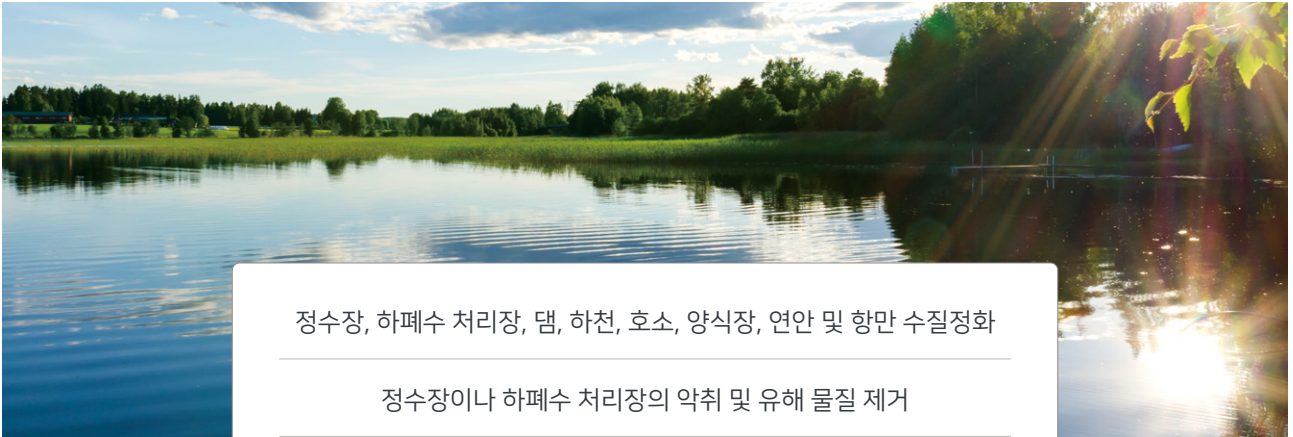 정수장, 하폐수 처리장, 댐, 하천, 호소, 양식장, 연안 및 항만 수질정화
정수장이나 하폐수 처리장의 악취 및 유해 물질 제거